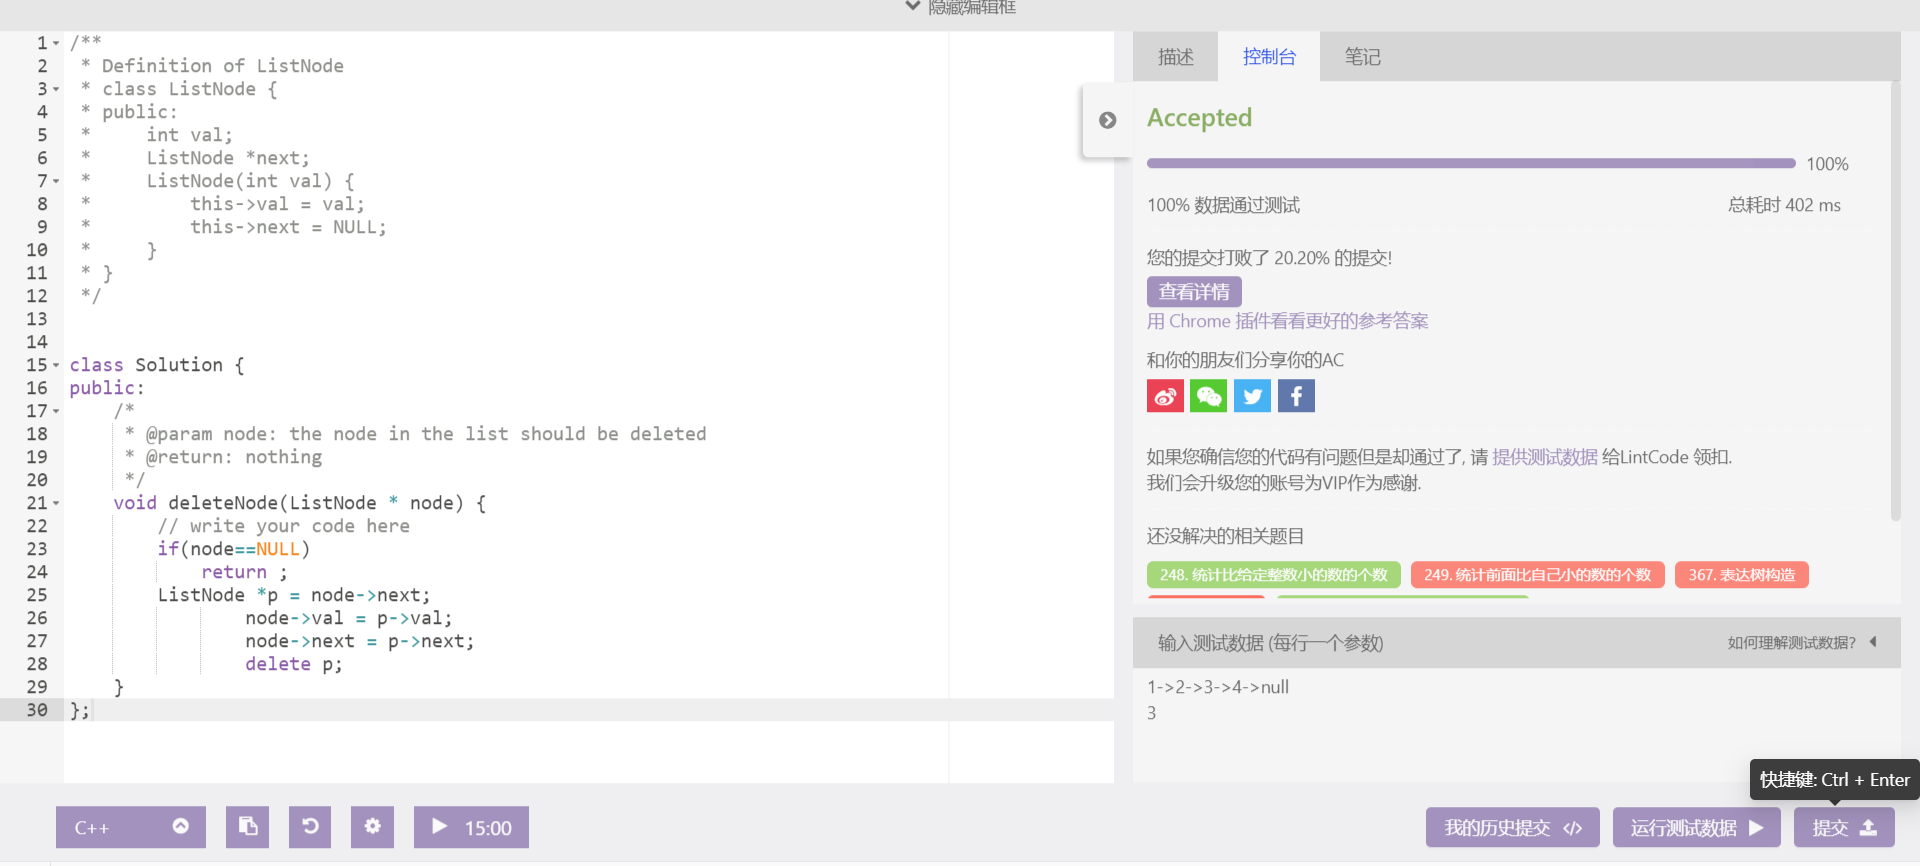 隐藏编辑框
1 /**
2  * Definition of ListNode
3  * class ListNode {
4  * public:
5  *     int val;
6  *     ListNode *next;
7  *     ListNode(int val) {
8  *         this->val = val;
9  *         this->next = NULL;
10  *     }
11  * }
12  */
13
14
15 class Solution {
16 public:
17     /*
18      * @param node: the node in the list should be deleted
19      * @return: nothing
20      */
21     void deleteNode(ListNode * node) {
22         // write your code here
23         if(node==NULL)
24             return ;
25         ListNode *p = node->next;
26                 node->val = p->val;
27                 node->next = p->next;
28                 delete p;
29     }
30 };
C++
15:00
描述 控制台 笔记
Accepted
100%
100% 数据通过测试 总耗时 402 ms
您的提交打败了 20.20% 的提交!
查看详情
用 Chrome 插件看看更好的参考答案
和你的朋友们分享你的AC
如果您确信您的代码有问题但是却通过了, 请 提供测试数据 给LintCode 领扣.
我们会升级您的账号为VIP作为感谢.
还没解决的相关题目
248. 统计比给定整数小的数的个数 249. 统计前面比自己小的数的个数 367. 表达树构造
输入测试数据 (每行一个参数) 如何理解测试数据?
1->2->3->4->null
3
快捷键: Ctrl + Enter
我的历史提交 运行测试数据 提交